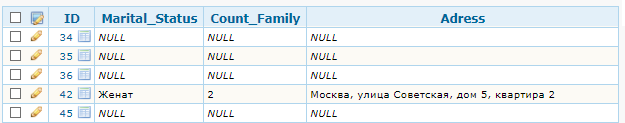 ID Marital_Status Count_Family Adress
34 NULL NULL NULL
35 NULL NULL NULL
36 NULL NULL NULL
42 Женат 2 Москва, улица Советская, дом 5, квартира 2
45 NULL NULL NULL